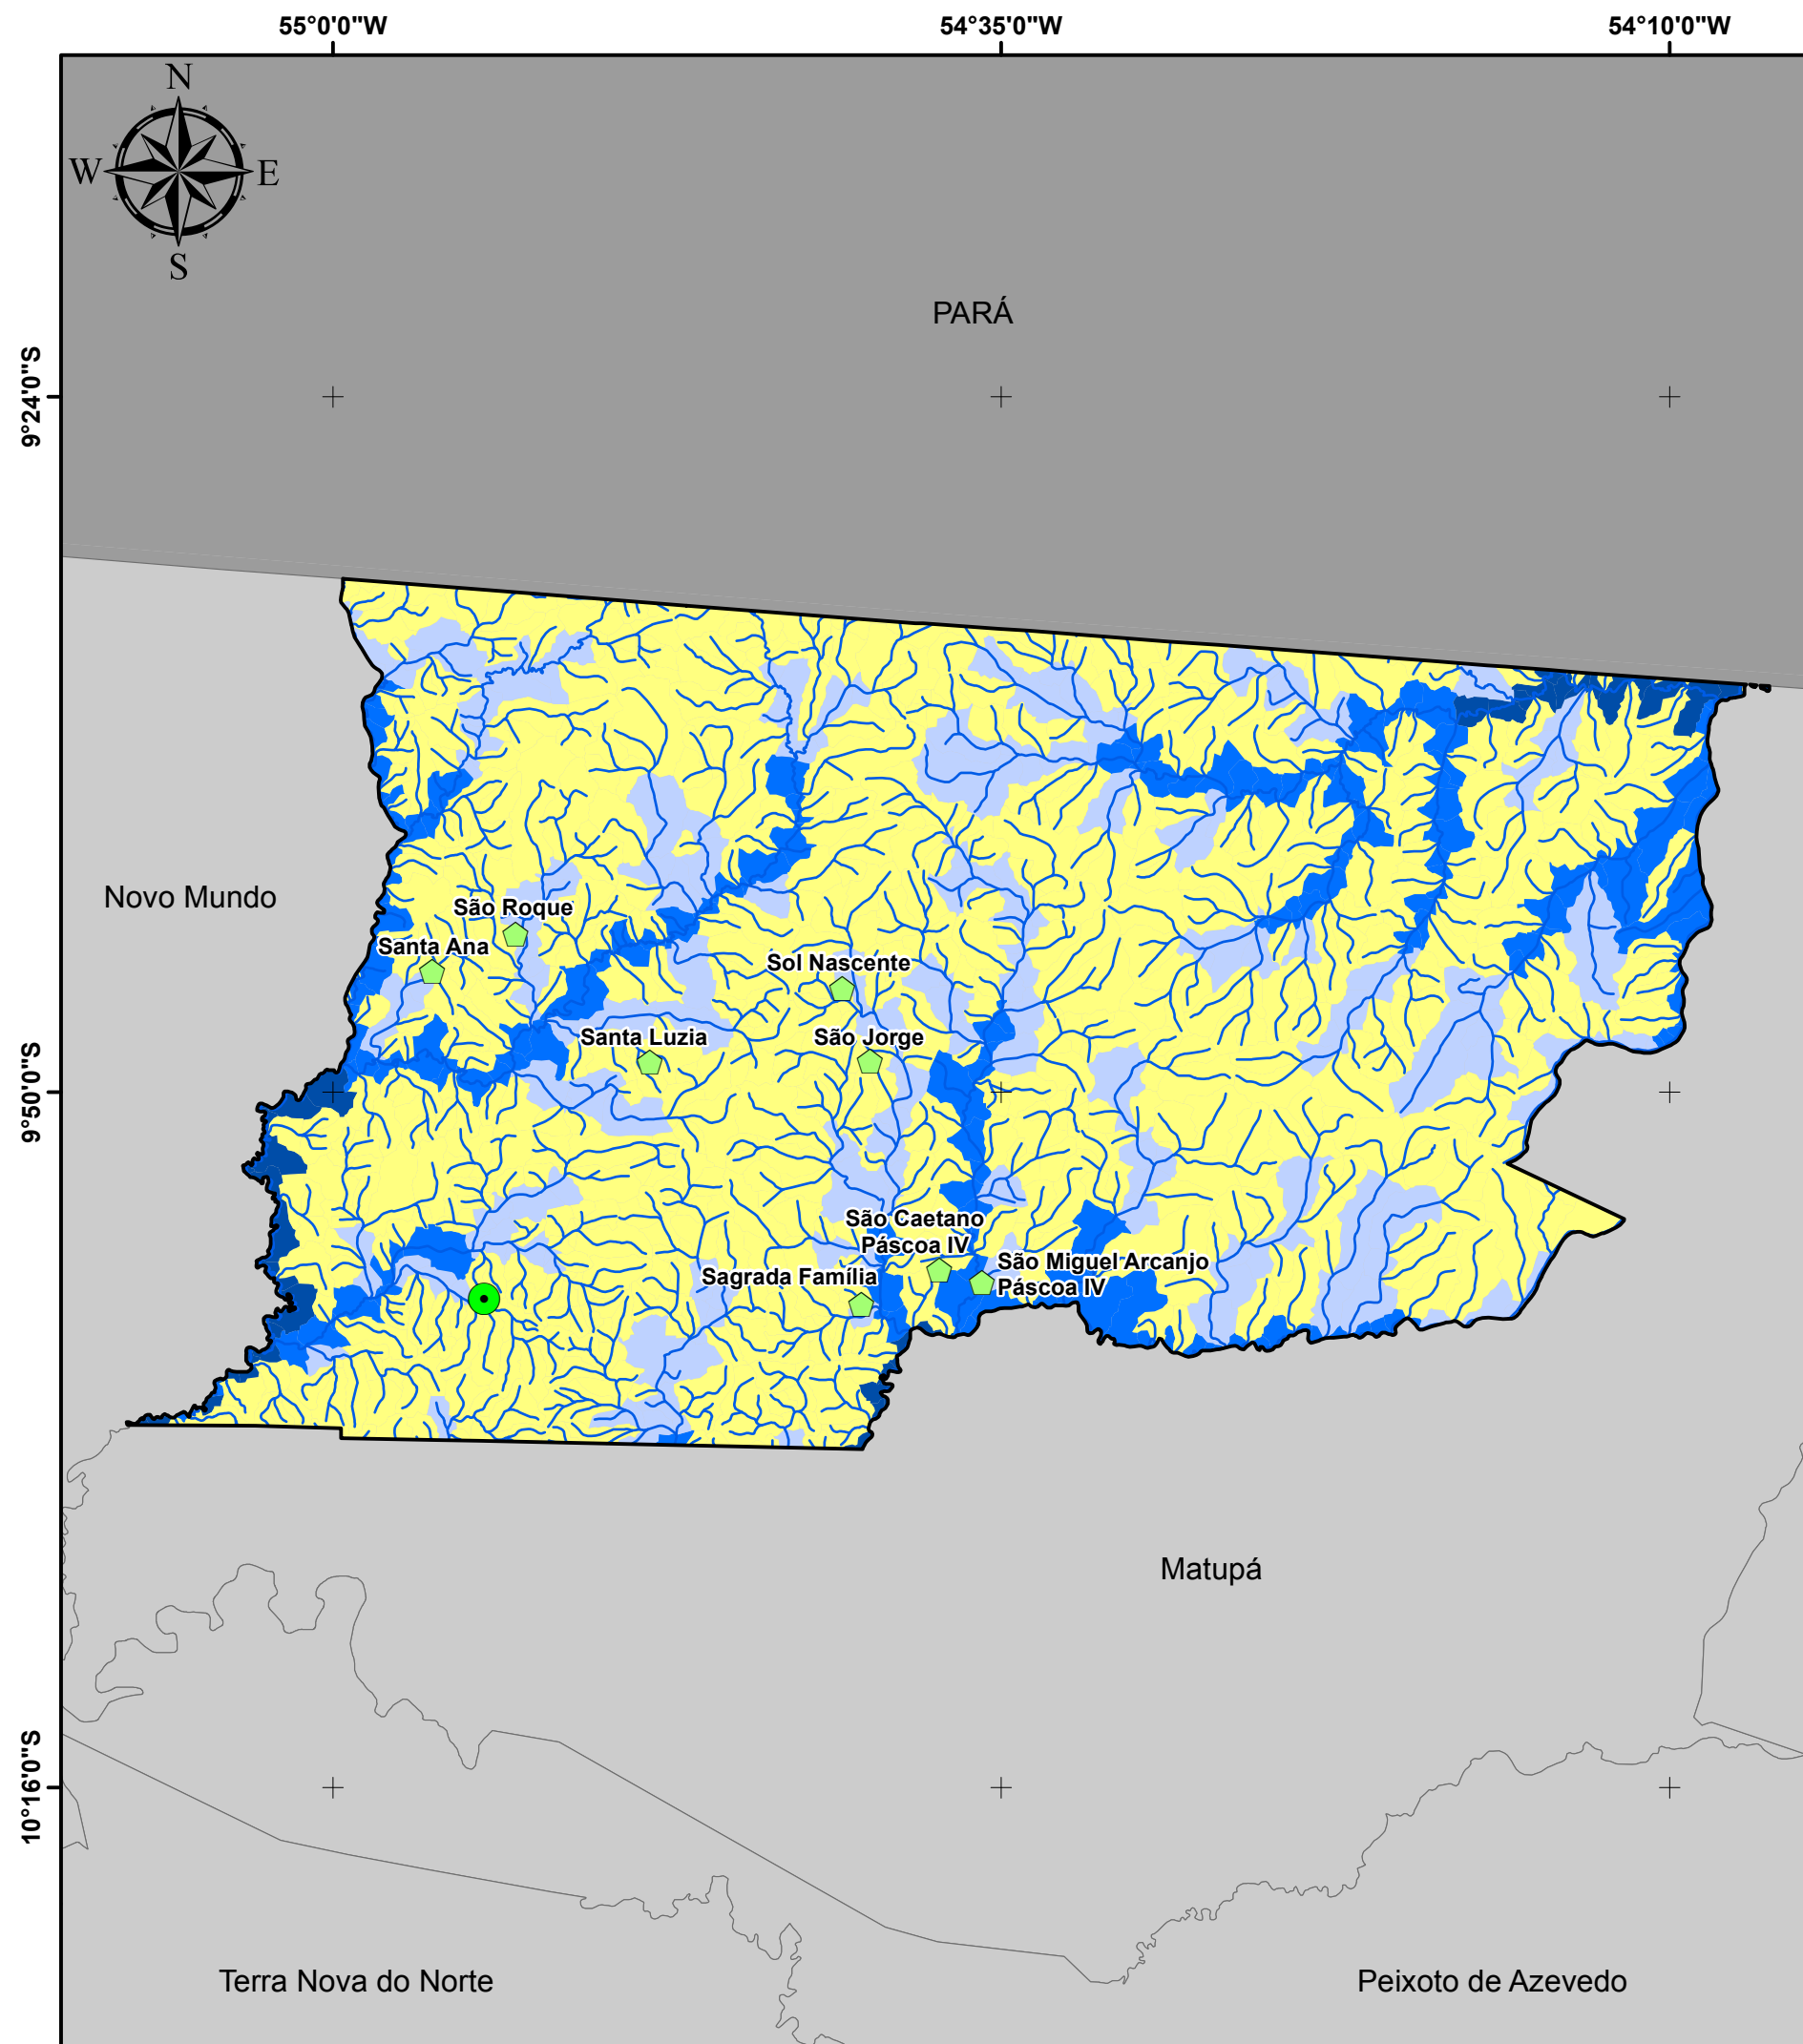 55°0'0"W
54°35'0"W
54°10'0"W
N
W
E
S
PARÁ
9°24'0"S
Novo Mundo
São Roque
Santa Ana
Sol Nascente
Santa Luzia
São Jorge
9°50'0"S
São Caetano
Páscoa IV
São Miguel Arcanjo
Páscoa IV
Sagrada Família
Matupá
10°16'0"S
Terra Nova do Norte
Peixoto de Azevedo